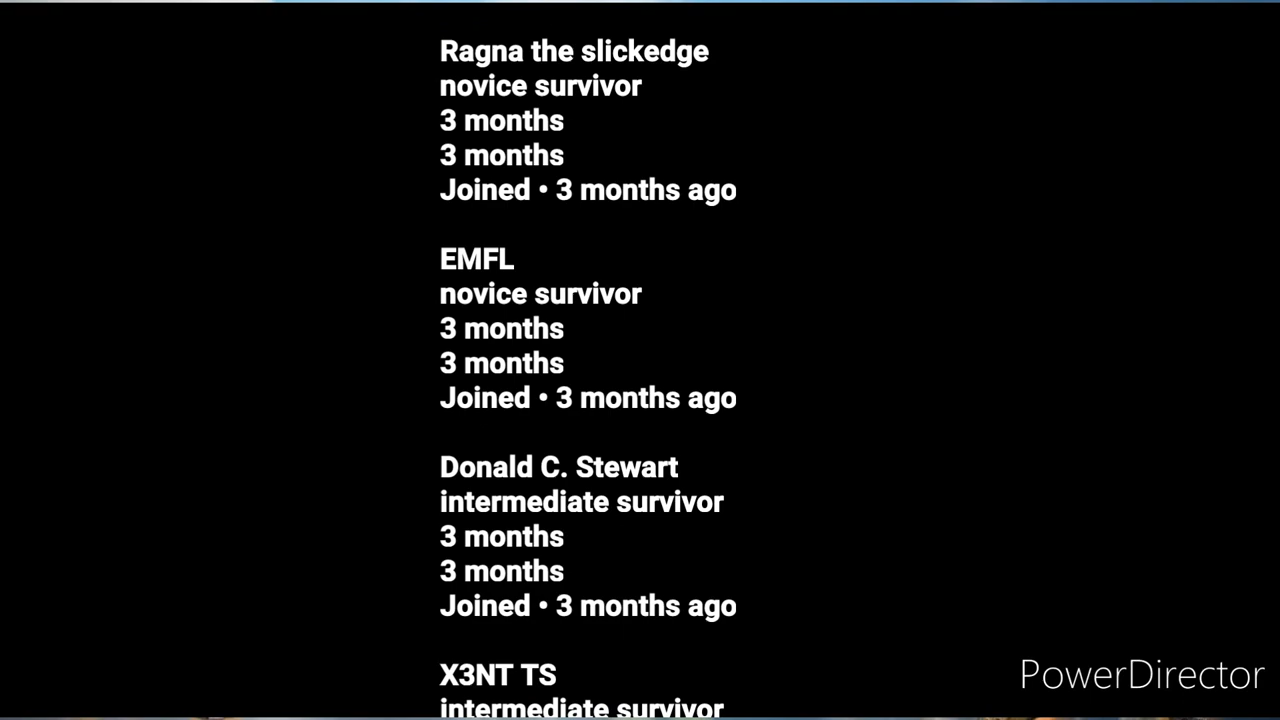 Ragna the slickedge
novice survivor
3 months
3 months
Joined • 3 months ago
EMFL
novice survivor
3 months
3 months
Joined • 3 months ago
Donald C. Stewart
intermediate survivor
3 months
3 months
Joined • 3 months ago
X3NT TS
intermediate survivor
PowerDirector